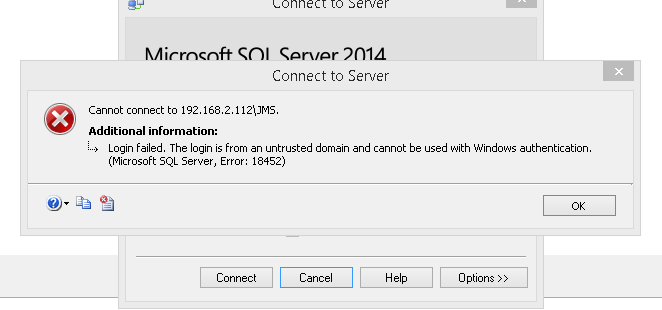 Connect to Server
Microsoft SQL Server 2014
Connect to Server
Cannot connect to 192.168.2.112\JMS.
Additional information:
Login failed. The login is from an untrusted domain and cannot be used with Windows authentication.
(Microsoft SQL Server, Error: 18452)
OK
Connect Cancel Help Options >>